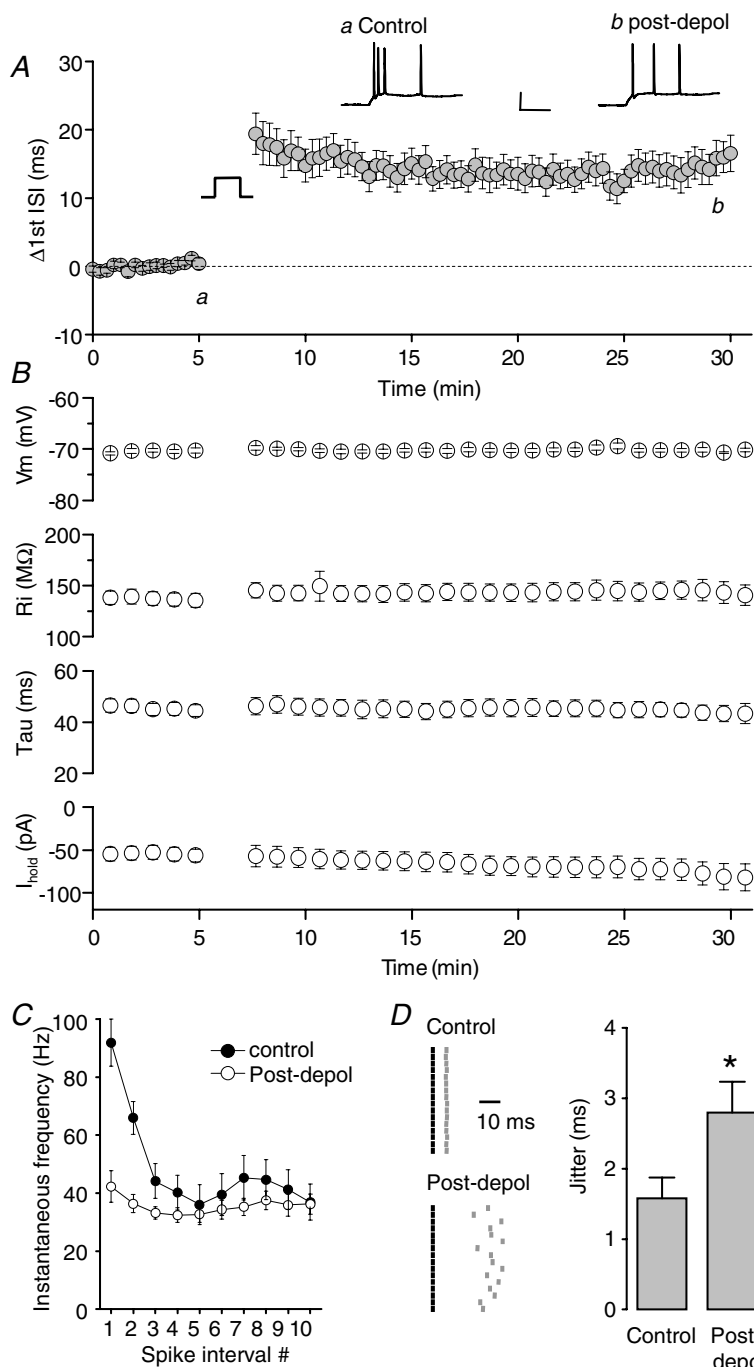 A
a Control
b post-depol
Δ1st ISI (ms)
30
20
10
0
-10
a
b
0 5 10 15 20 25 30
Time (min)
B
Vm (mV)
-60
-70
-80
Ri (MΩ)
200
150
100
Tau (ms)
60
40
20
I_hold (pA)
0
-50
-100
0 5 10 15 20 25 30
Time (min)
C
Instantaneous frequency (Hz)
100
80
60
40
20
0
control
Post-depol
1 2 3 4 5 6 7 8 9 10
Spike interval #
D
Control
10 ms
Post-depol
Jitter (ms)
4
3
2
1
0
*
Control
Post
depo